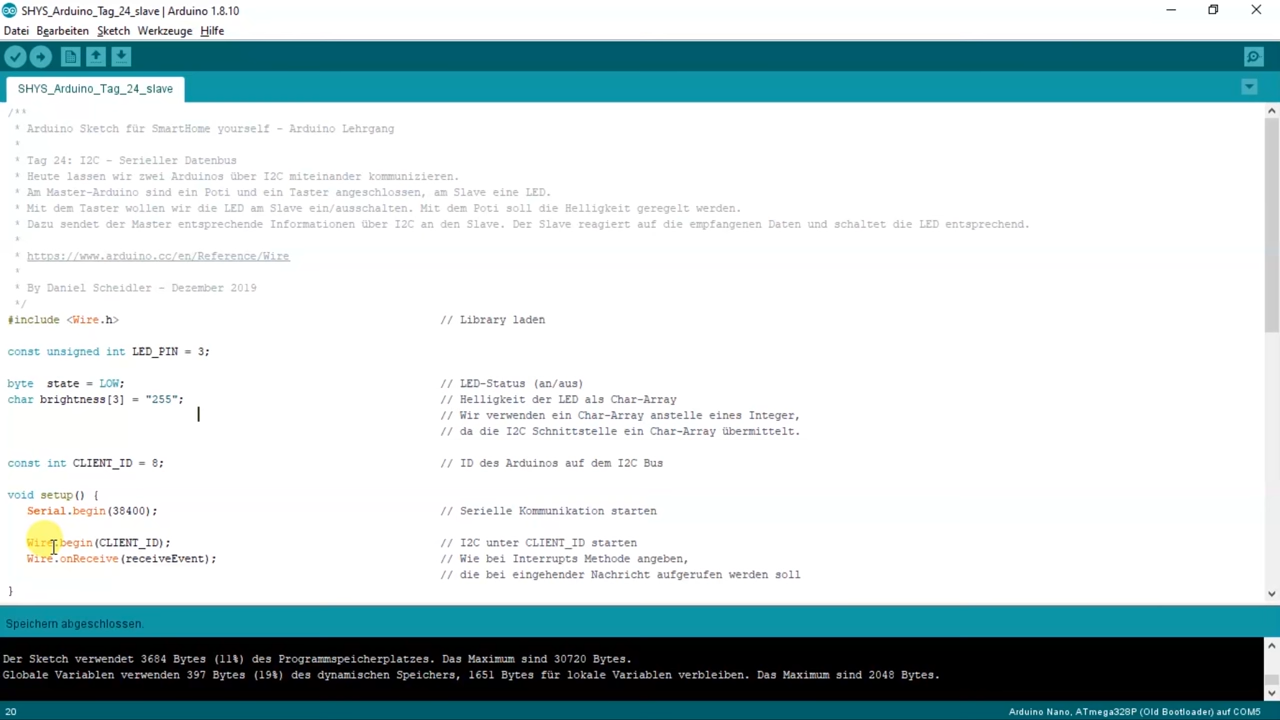 SHYS_Arduino_Tag_24_slave | Arduino 1.8.10
Datei Bearbeiten Sketch Werkzeuge Hilfe
SHYS_Arduino_Tag_24_slave
/**
* Arduino Sketch für SmartHome yourself - Arduino Lehrgang
*
* Tag 24: I2C - Serieller Datenbus
* Heute lassen wir zwei Arduinos über I2C miteinander kommunizieren.
* Am Master-Arduino sind ein Poti und ein Taster angeschlossen, am Slave eine LED.
* Mit dem Taster wollen wir die LED am Slave ein/ausschalten. Mit dem Poti soll die Helligkeit geregelt werden.
* Dazu sendet der Master entsprechende Informationen über I2C an den Slave. Der Slave reagiert auf die empfangenen Daten und schaltet die LED entsprechend.
*
* https://www.arduino.cc/en/Reference/Wire
*
* By Daniel Scheidler - Dezember 2019
*/
#include <Wire.h> // Library laden
const unsigned int LED_PIN = 3;
byte state = LOW; // LED-Status (an/aus)
char brightness[3] = "255"; // Helligkeit der LED als Char-Array
// Wir verwenden ein Char-Array anstelle eines Integer,
// da die I2C Schnittstelle ein Char-Array übermittelt.
const int CLIENT_ID = 8; // ID des Arduinos auf dem I2C Bus
void setup() {
Serial.begin(38400); // Serielle Kommunikation starten
Wire.begin(CLIENT_ID); // I2C unter CLIENT_ID starten
Wire.onReceive(receiveEvent); // Wie bei Interrupts Methode angeben,
// die bei eingehender Nachricht aufgerufen werden soll
}
Speichern abgeschlossen.
Der Sketch verwendet 3684 Bytes (11%) des Programmspeicherplatzes. Das Maximum sind 30720 Bytes.
Globale Variablen verwenden 397 Bytes (19%) des dynamischen Speichers, 1651 Bytes für lokale Variablen verbleiben. Das Maximum sind 2048 Bytes.
20 Arduino Nano, ATmega328P (Old Bootloader) auf COM5